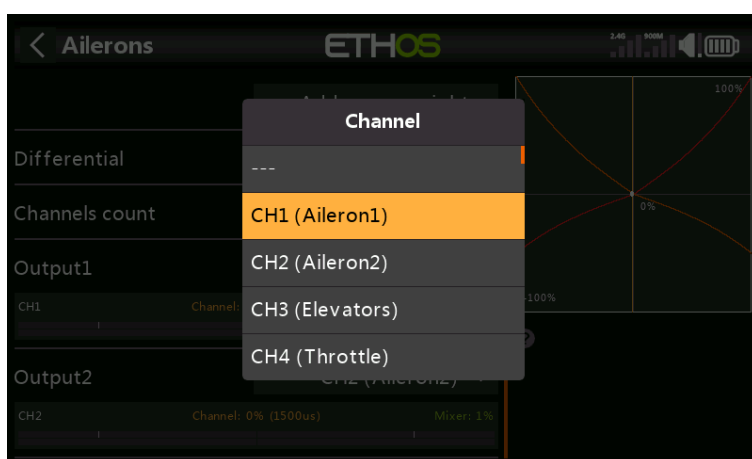 Ailerons
ETHOS
2.4G 900M
100%
Channel
Differential
---
Channels count
CH1 (Aileron1)
0%
Output1
CH2 (Aileron2)
CH1 Channel:
CH3 (Elevators)
-100%
CH4 (Throttle)
Output2
CH2 (Aileron2)
CH2 Channel: 0% (1500us) Mixer: 1%